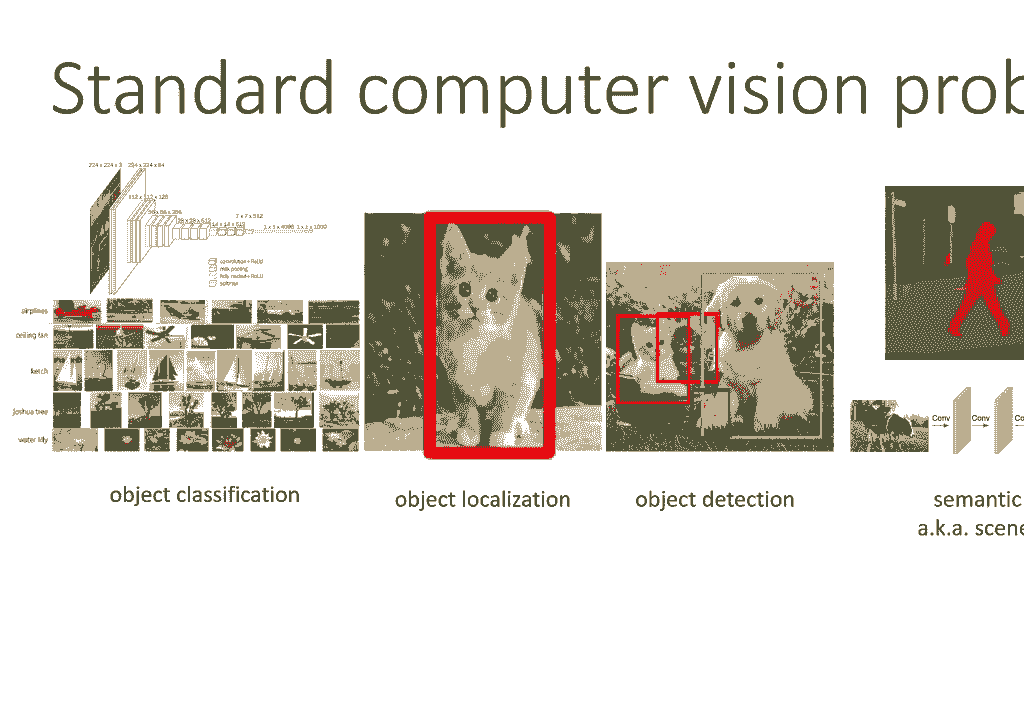 Standard computer vision prob
224 x 224 x 3 224 x 224 x 64
112 x 112 x 128
56 x 56 x 256
28 x 28 x 512
14 x 14 x 512
7 x 7 x 512
1 x 1 x 4096 1 x 1 x 1000
convolution+ReLU
max pooling
fully nected+ReLU
softmax
airplines
ceiling fan
ketch
joshua tree
water lily
Conv Conv Co
object classification
object localization
object detection
semantic
a.k.a. scene